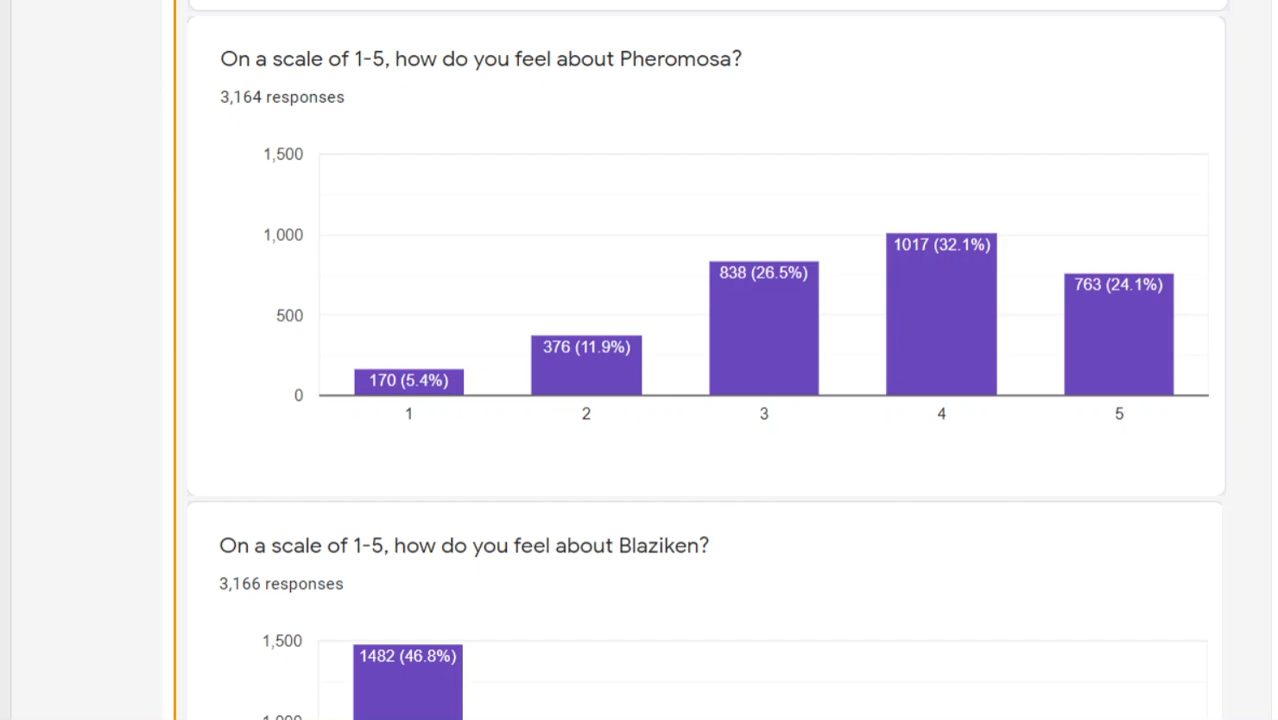 On a scale of 1-5, how do you feel about Pheromosa?
3,164 responses
1,500
1,000
500
0
170 (5.4%)
376 (11.9%)
838 (26.5%)
1017 (32.1%)
763 (24.1%)
1 2 3 4 5
On a scale of 1-5, how do you feel about Blaziken?
3,166 responses
1,500
1482 (46.8%)
1,000